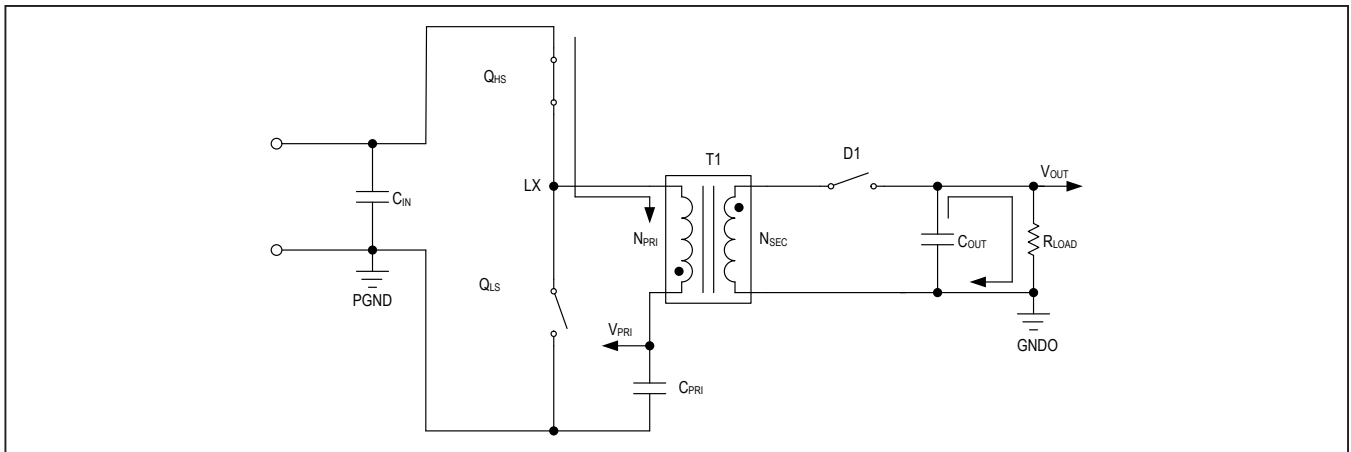 QHS
T1
D1
VOUT
LX
CIN
NPRI
NSEC
COUT
RLOAD
QLS
PGND
VPRI
GNDO
CPRI